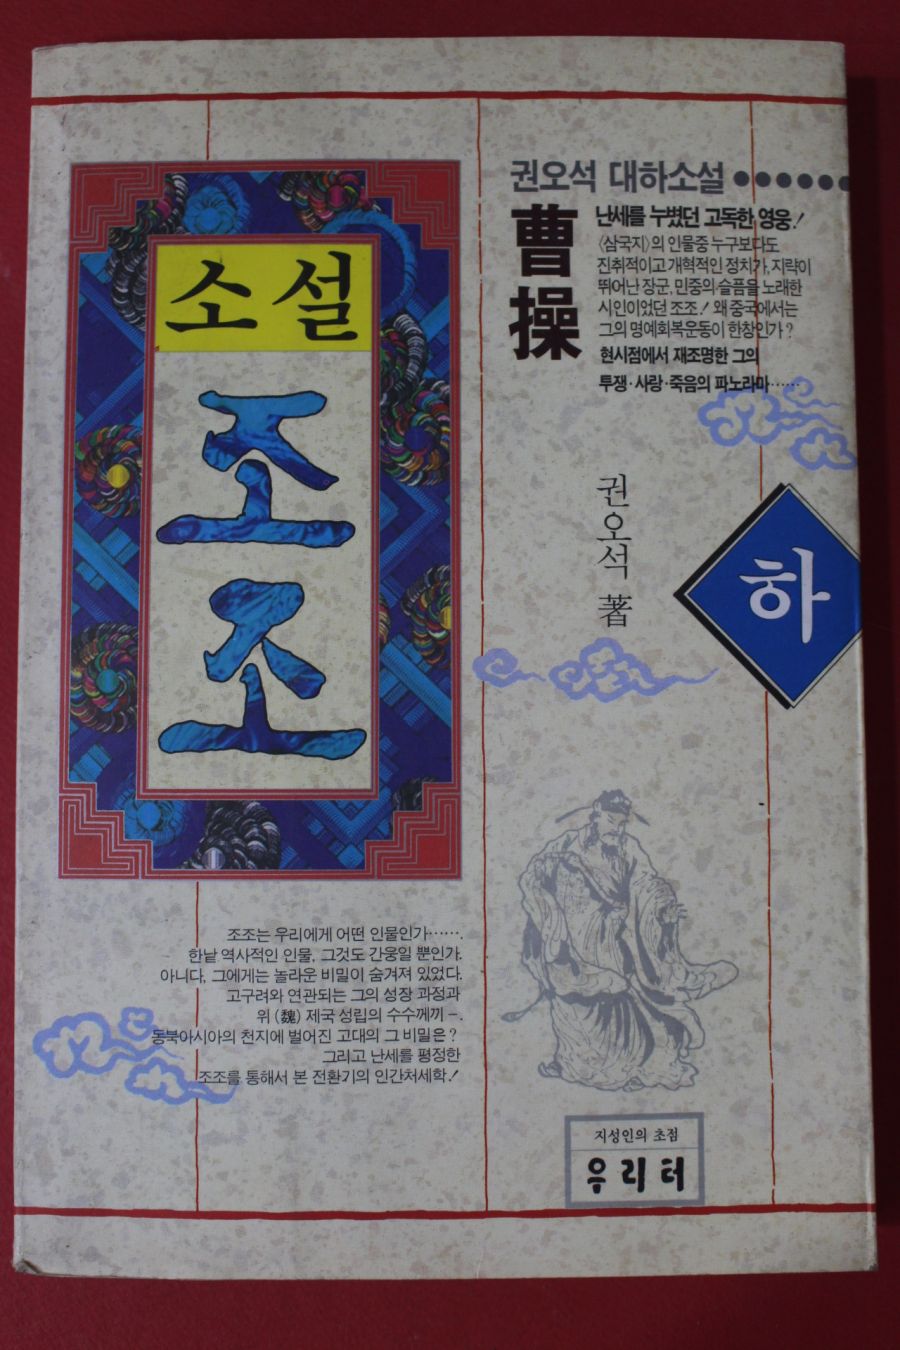 권오석 대하소설 ●●●●●●
曹操
난세를 누볐던 고독한 영웅!
〈삼국지〉의 인물중 누구보다도
진취적이고 개혁적인 정치가, 지략이
뛰어난 장군, 민중의 슬픔을 노래한
시인이었던 조조! 왜 중국에서는
그의 명예회복운동이 한창인가?
현시점에서 재조명한 그의
투쟁·사랑·죽음의 파노라마……
소설
조조
권오석 著
하
조조는 우리에게 어떤 인물인가…….
한낱 역사적인 인물, 그것도 간웅일 뿐인가.
아니다, 그에게는 놀라운 비밀이 숨겨져 있었다.
고구려와 연관되는 그의 성장 과정과
위(魏) 제국 성립의 수수께끼 –.
동북아시아의 천지에 벌어진 고대의 그 비밀은?
그리고 난세를 평정한
조조를 통해서 본 전환기의 인간처세학!
지성인의 초점
우리터